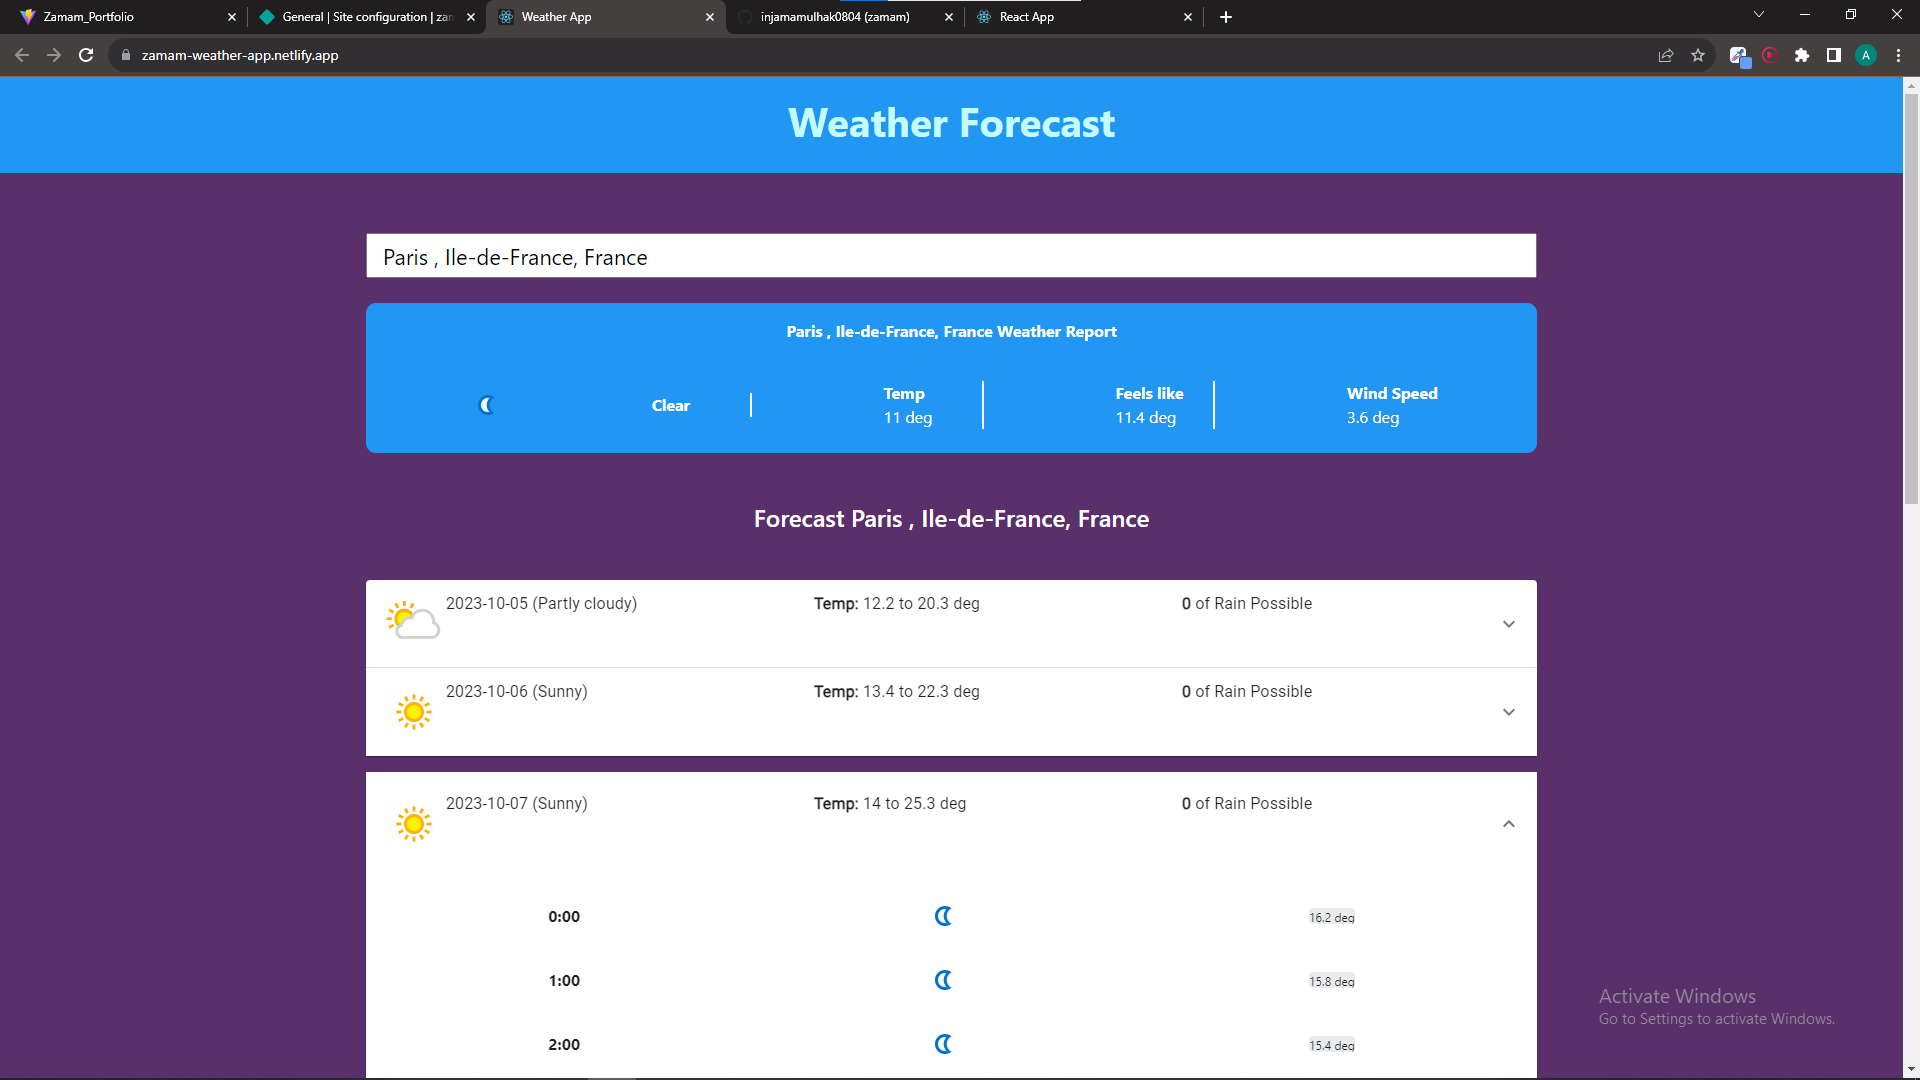 Zamam_Portfolio
General | Site configuration | zam
Weather App
injamamulhak0804 (zamam)
React App
zamam-weather-app.netlify.app
A
Weather Forecast
Paris , Ile-de-France, France
Paris , Ile-de-France, France Weather Report
Clear
Temp
11 deg
Feels like
11.4 deg
Wind Speed
3.6 deg
Forecast Paris , Ile-de-France, France
2023-10-05 (Partly cloudy) Temp: 12.2 to 20.3 deg 0 of Rain Possible
2023-10-06 (Sunny) Temp: 13.4 to 22.3 deg 0 of Rain Possible
2023-10-07 (Sunny) Temp: 14 to 25.3 deg 0 of Rain Possible
0:00 16.2 deg
1:00 15.8 deg
2:00 15.4 deg
Activate Windows
Go to Settings to activate Windows.